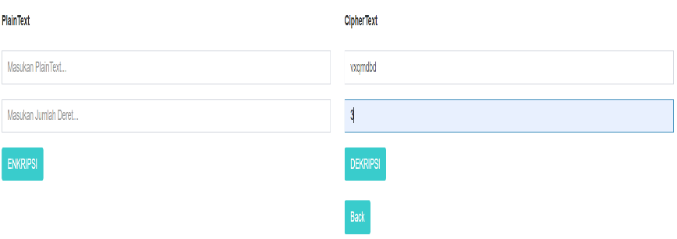 PlainText
Masukan PlainText...
Masukan Jumlah Deret...
ENKRIPSI
CipherText
vxqmdbd
3
DEKRIPSI
Back